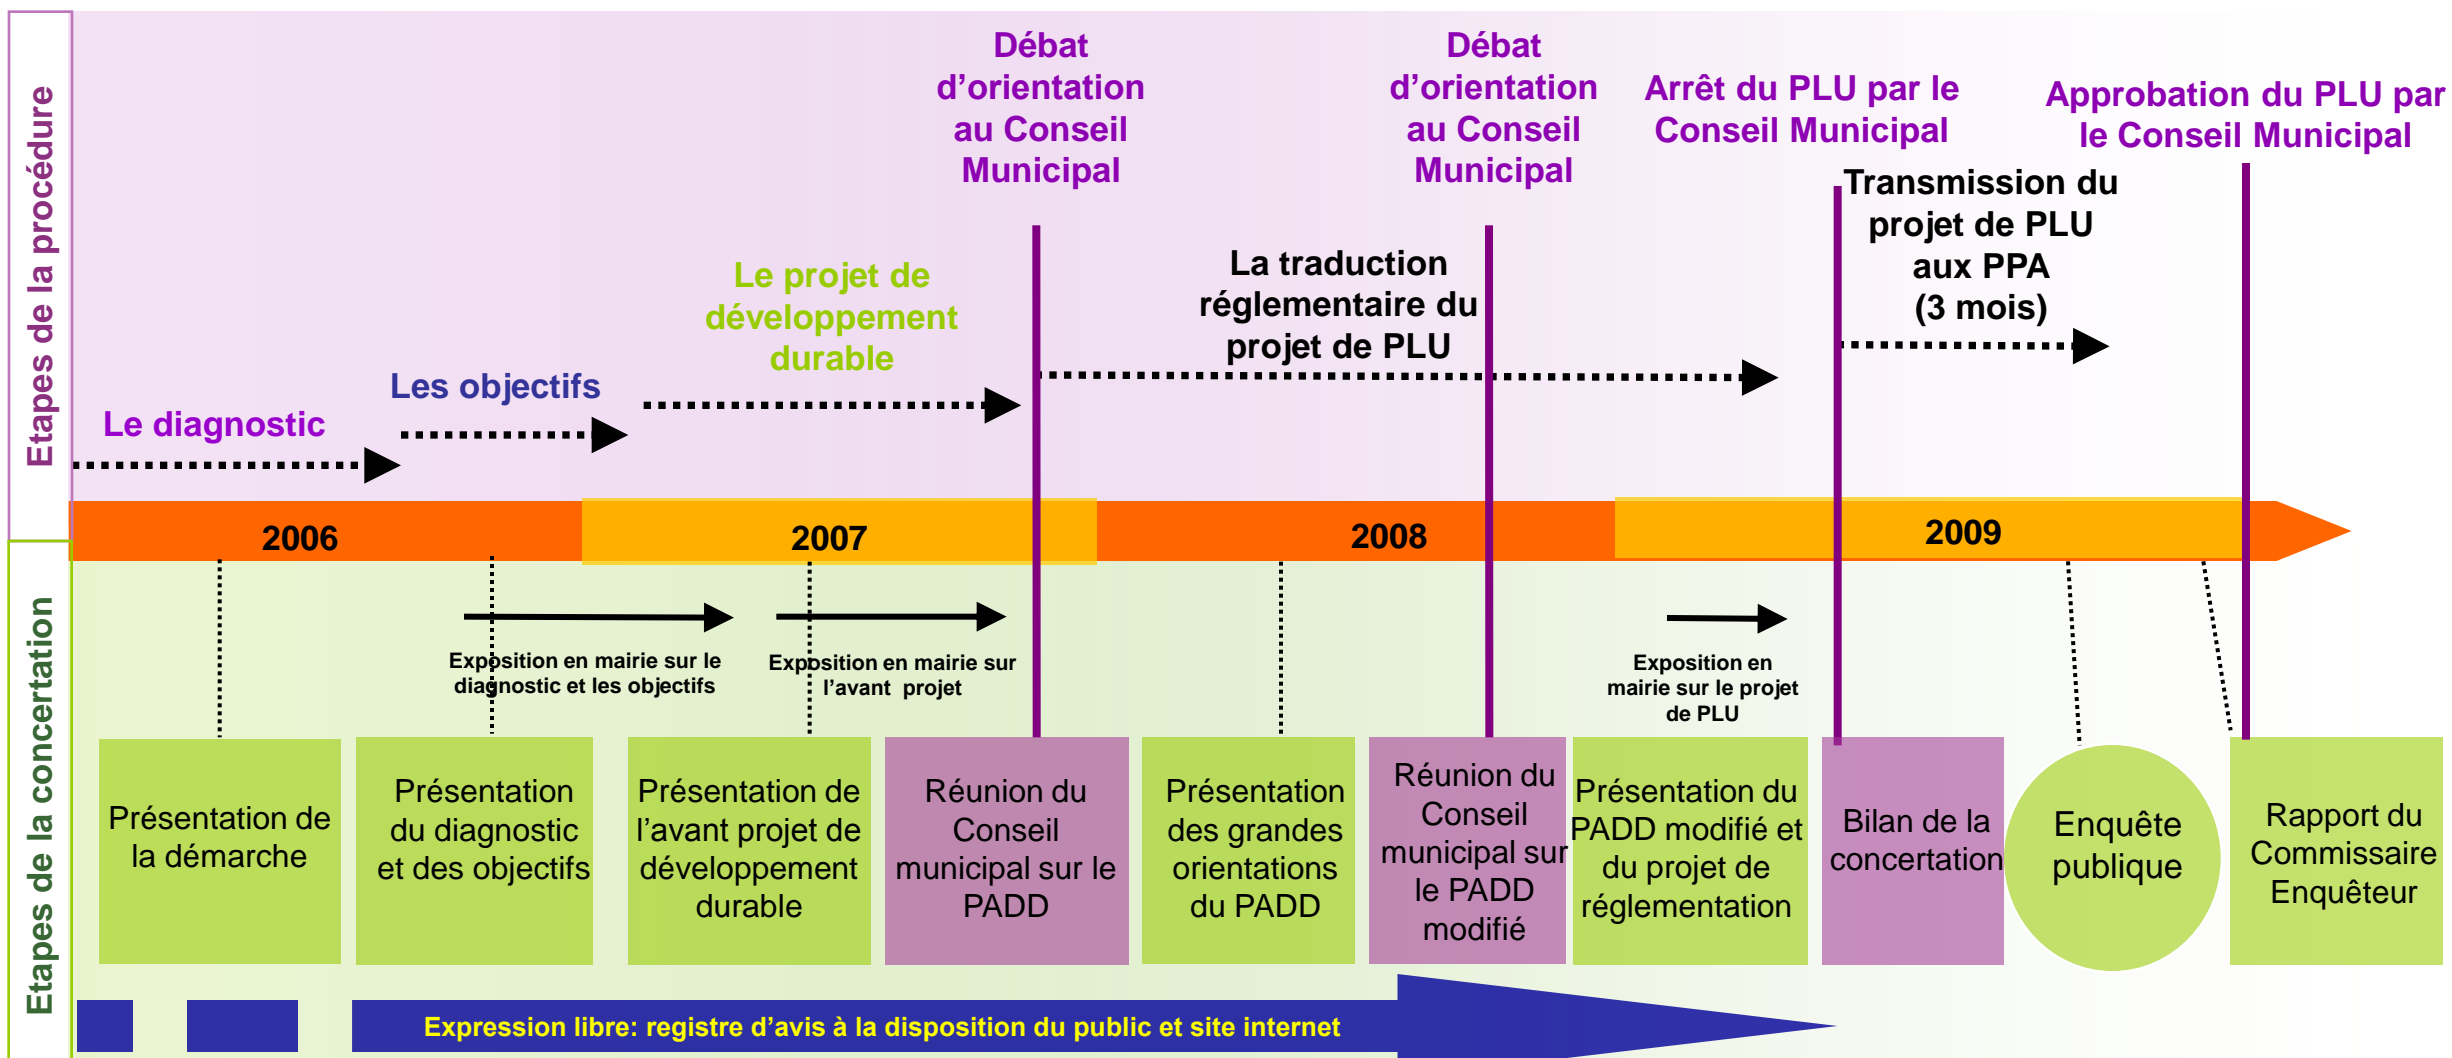 Etapes de la procédure
Débat
d’orientation
au Conseil
Municipal
Débat
d’orientation
au Conseil
Municipal
Arrêt du PLU par le
Conseil Municipal
Approbation du PLU par
le Conseil Municipal
Transmission du
projet de PLU
aux PPA
(3 mois)
La traduction
réglementaire du
projet de PLU
Le projet de
développement
durable
Les objectifs
Le diagnostic
2006
2007
2008
2009
Etapes de la concertation
Exposition en mairie sur le
diagnostic et les objectifs
Exposition en mairie sur
l’avant projet
Exposition en
mairie sur le projet
de PLU
Présentation de
la démarche
Présentation
du diagnostic
et des objectifs
Présentation de
l’avant projet de
développement
durable
Réunion du
Conseil
municipal sur le
PADD
Présentation
des grandes
orientations
du PADD
Réunion du
Conseil
municipal sur
le PADD
modifié
Présentation du
PADD modifié et
du projet de
réglementation
Bilan de la
concertation
Enquête
publique
Rapport du
Commissaire
Enquêteur
Expression libre: registre d’avis à la disposition du public et site internet